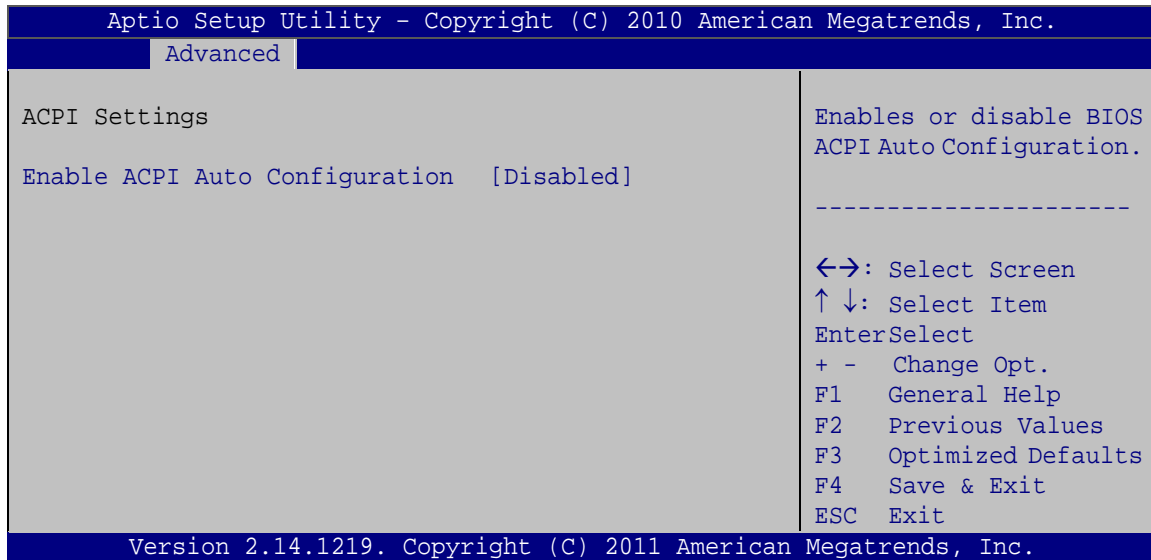 Aptio Setup Utility – Copyright (C) 2010 American Megatrends, Inc.
Advanced
ACPI Settings
Enable ACPI Auto Configuration [Disabled]
Enables or disable BIOS
ACPI Auto Configuration.
----------------------
←→: Select Screen
↑ ↓: Select Item
EnterSelect
+ - Change Opt.
F1 General Help
F2 Previous Values
F3 Optimized Defaults
F4 Save & Exit
ESC Exit
Version 2.14.1219. Copyright (C) 2011 American Megatrends, Inc.